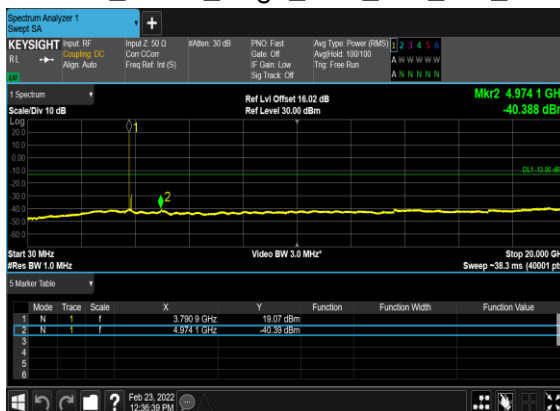 Spectrum Analyzer 1
Swept SA
+
KEYSIGHT Input: RF Input Z: 50 Ω #Atten: 30 dB PNO: Fast Avg Type: Power (RMS) 1 2 3 4 5 6
RL Coupling: DC Corr CCorr Gate: Off Avg|Hold: 100/100 A W W W W W
Align: Auto Freq Ref: Int (S) IF Gain: Low Trig: Free Run
Sig Track: Off A N N N N N
LU
1 Spectrum Ref Lvl Offset 16.02 dB Mkr2 4.974 1 GH
Scale/Div 10 dB Ref Level 30.00 dBm -40.388 dBr
Log
20.0 1
10.0
0.00
-10.0 DL1 -13.00 dB
-20.0
-30.0 2
-40.0
-50.0
-60.0
Start 30 MHz Video BW 3.0 MHz* Stop 20.000 GH
#Res BW 1.0 MHz Sweep ~38.3 ms (40001 pt
5 Marker Table
Mode Trace Scale X Y Function Function Width Function Value
1 N 1 f 3.790 9 GHz 19.07 dBm
2 N 1 f 4.974 1 GHz -40.39 dBm
3
4
5
6
? Feb 23, 2022
12:36:39 PM